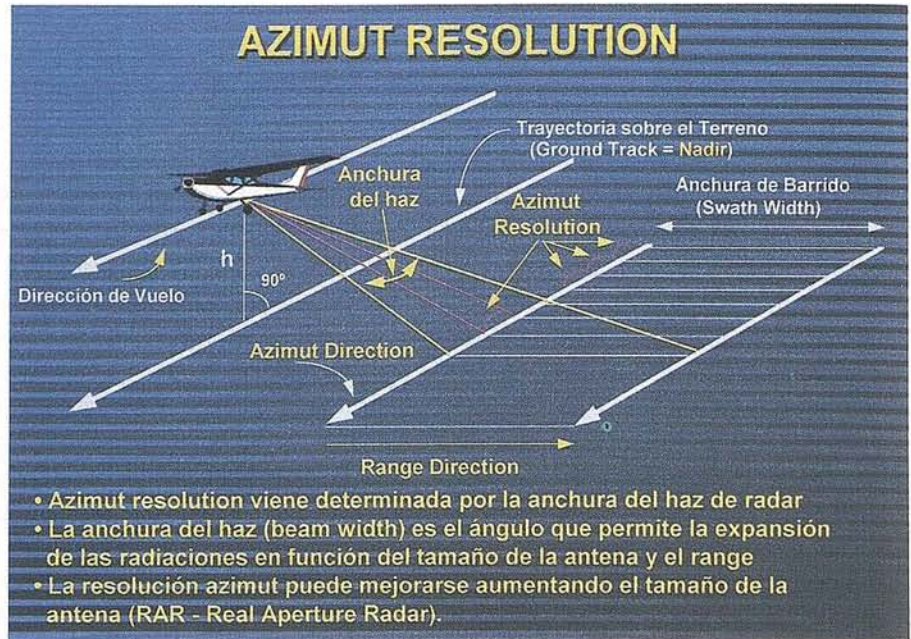 AZIMUT RESOLUTION
Trayectoria sobre el Terreno
(Ground Track = Nadir)
Anchura
del haz
Azimut
Resolution
Anchura de Barrido
(Swath Width)
h
90º
Dirección de Vuelo
Azimut Direction
Range Direction
• Azimut resolution viene determinada por la anchura del haz de radar
• La anchura del haz (beam width) es el ángulo que permite la expansión
de las radiaciones en función del tamaño de la antena y el range
• La resolución azimut puede mejorarse aumentando el tamaño de la
antena (RAR - Real Aperture Radar).